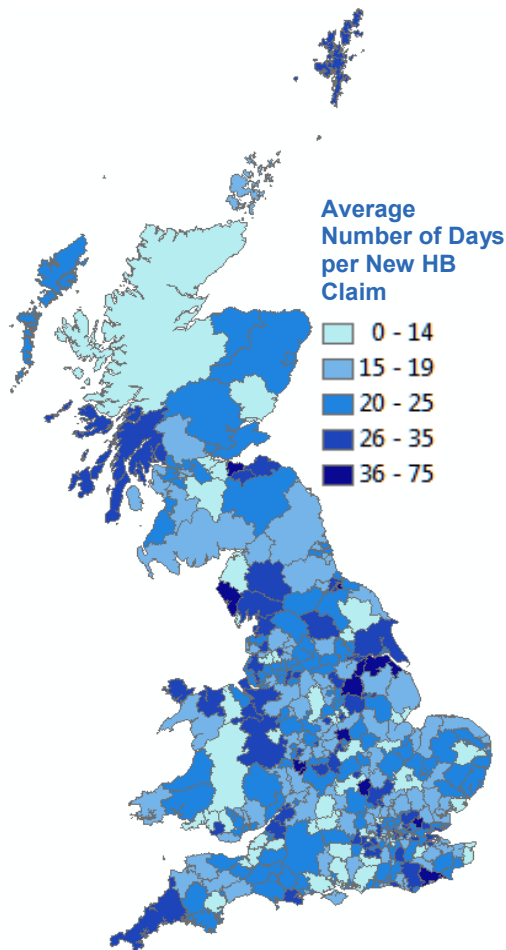 Average
Number of Days
per New HB
Claim
0 - 14
15 - 19
20 - 25
26 - 35
36 - 75